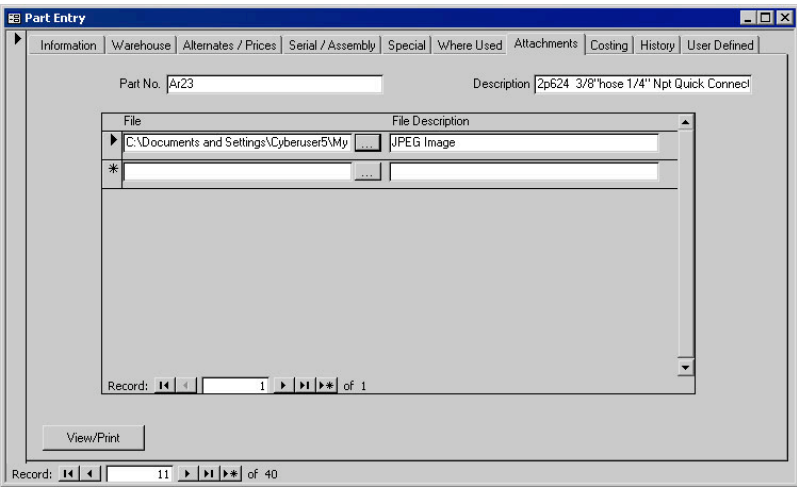 Part Entry
Information Warehouse Alternates / Prices Serial / Assembly Special Where Used Attachments Costing History User Defined
Part No. Ar23 Description 2p624 3/8"hose 1/4" Npt Quick Connect
File File Description
C:\Documents and Settings\Cyberuser5\My ... JPEG Image
...
Record: 1 of 1
View/Print
Record: 11 of 40